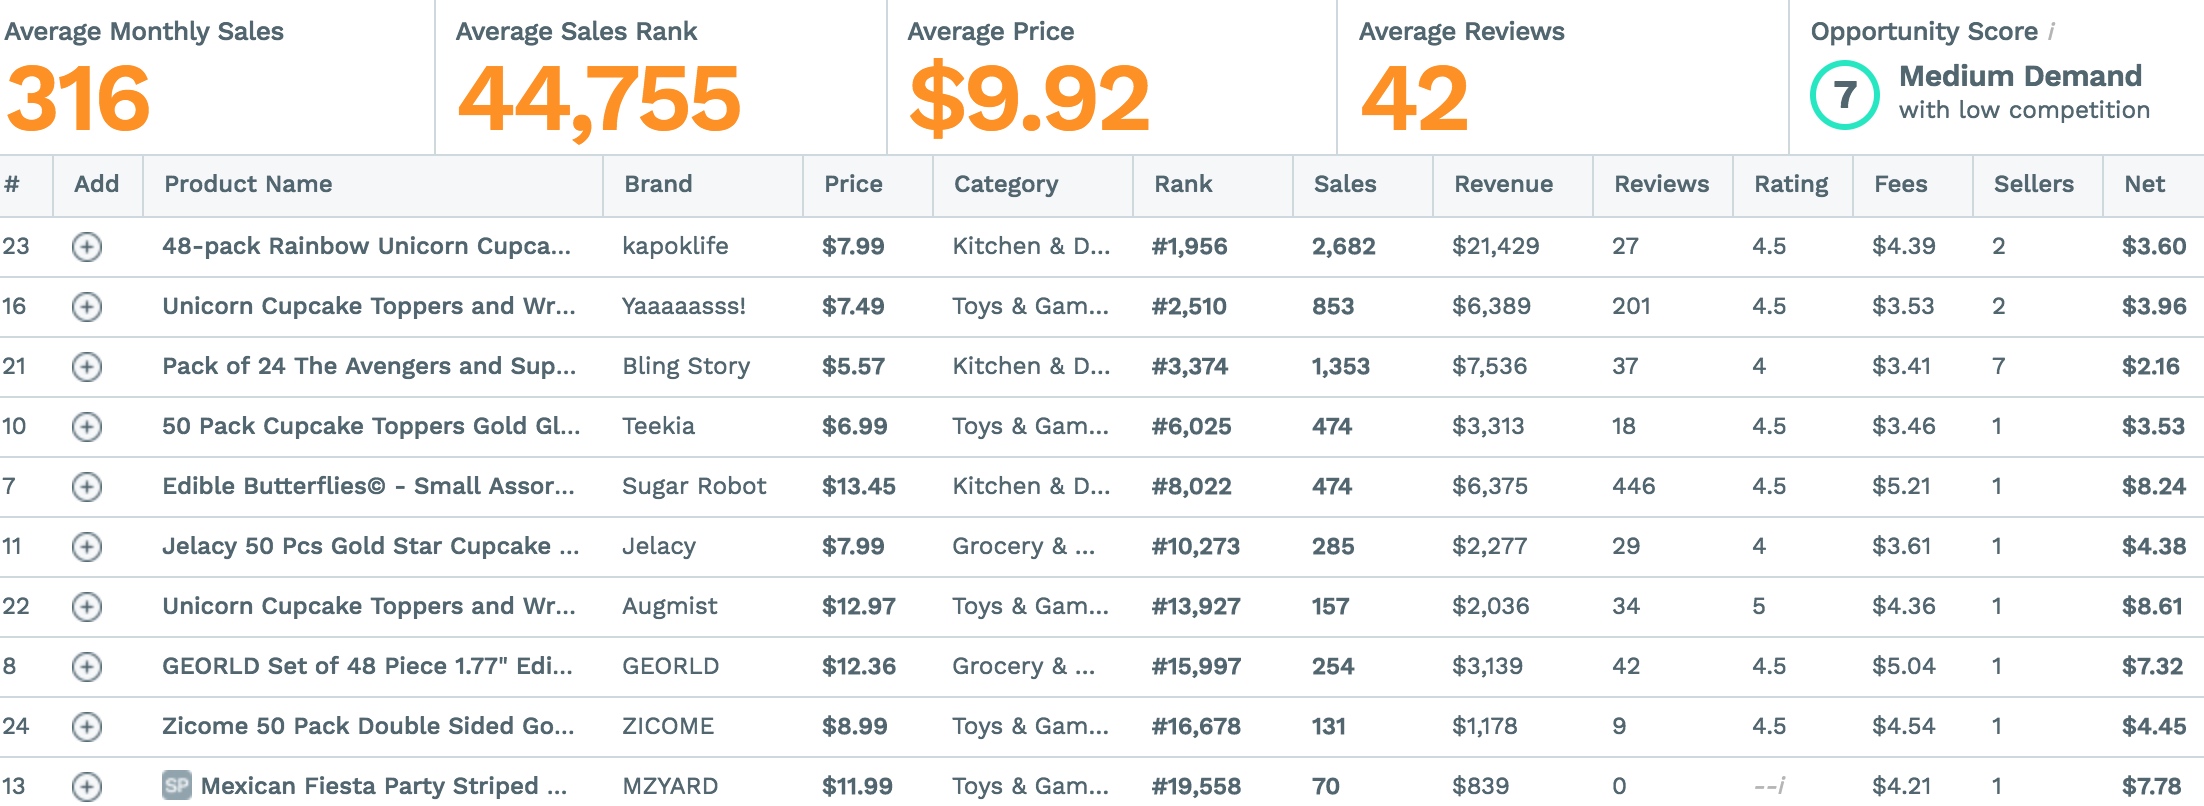 Average Monthly Sales Average Sales Rank Average Price Average Reviews Opportunity Score i
316 44,755 $9.92 42 7 Medium Demand
with low competition
# Add Product Name Brand Price Category Rank Sales Revenue Reviews Rating Fees Sellers Net
23 48-pack Rainbow Unicorn Cupca... kapoklife $7.99 Kitchen & D... #1,956 2,682 $21,429 27 4.5 $4.39 2 $3.60
16 Unicorn Cupcake Toppers and Wr... Yaaaaasss! $7.49 Toys & Gam... #2,510 853 $6,389 201 4.5 $3.53 2 $3.96
21 Pack of 24 The Avengers and Sup... Bling Story $5.57 Kitchen & D... #3,374 1,353 $7,536 37 4 $3.41 7 $2.16
10 50 Pack Cupcake Toppers Gold Gl... Teekia $6.99 Toys & Gam... #6,025 474 $3,313 18 4.5 $3.46 1 $3.53
7 Edible Butterflies© - Small Assor... Sugar Robot $13.45 Kitchen & D... #8,022 474 $6,375 446 4.5 $5.21 1 $8.24
11 Jelacy 50 Pcs Gold Star Cupcake ... Jelacy $7.99 Grocery & ... #10,273 285 $2,277 29 4 $3.61 1 $4.38
22 Unicorn Cupcake Toppers and Wr... Augmist $12.97 Toys & Gam... #13,927 157 $2,036 34 5 $4.36 1 $8.61
8 GEORLD Set of 48 Piece 1.77" Edi... GEORLD $12.36 Grocery & ... #15,997 254 $3,139 42 4.5 $5.04 1 $7.32
24 Zicome 50 Pack Double Sided Go... ZICOME $8.99 Toys & Gam... #16,678 131 $1,178 9 4.5 $4.54 1 $4.45
13 SP Mexican Fiesta Party Striped ... MZYARD $11.99 Toys & Gam... #19,558 70 $839 0 --i $4.21 1 $7.78